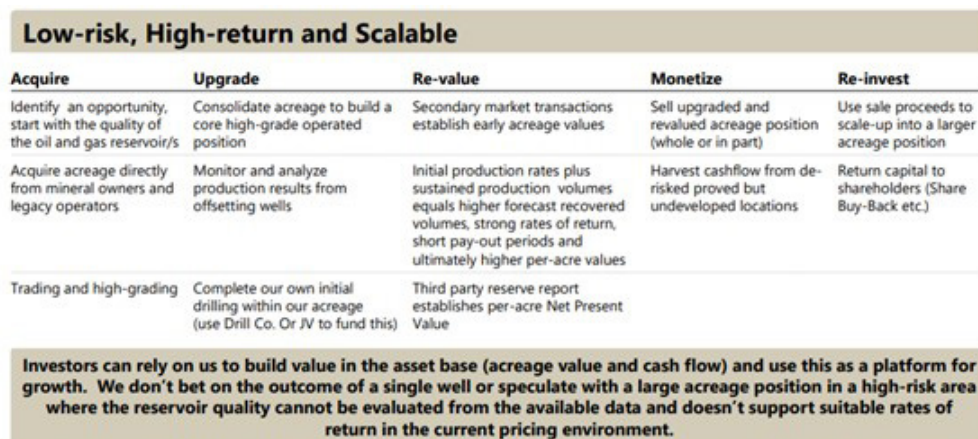 Low-risk, High-return and Scalable
Acquire Upgrade Re-value Monetize Re-invest
Identify an opportunity,
start with the quality of
the oil and gas reservoir/s
Consolidate acreage to build a
core high-grade operated
position
Secondary market transactions
establish early acreage values
Sell upgraded and
revalued acreage position
(whole or in part)
Use sale proceeds to
scale-up into a larger
acreage position
Acquire acreage directly
from mineral owners and
legacy operators
Monitor and analyze
production results from
offsetting wells
Initial production rates plus
sustained production volumes
equals higher forecast recovered
volumes, strong rates of return,
short pay-out periods and
ultimately higher per-acre values
Harvest cashflow from de-
risked proved but
undeveloped locations
Return capital to
shareholders (Share
Buy-Back etc.)
Trading and high-grading
Complete our own initial
drilling within our acreage
(use Drill Co. Or JV to fund this)
Third party reserve report
establishes per-acre Net Present
Value
Investors can rely on us to build value in the asset base (acreage value and cash flow) and use this as a platform for
growth. We don't bet on the outcome of a single well or speculate with a large acreage position in a high-risk area
where the reservoir quality cannot be evaluated from the available data and doesn't support suitable rates of
return in the current pricing environment.